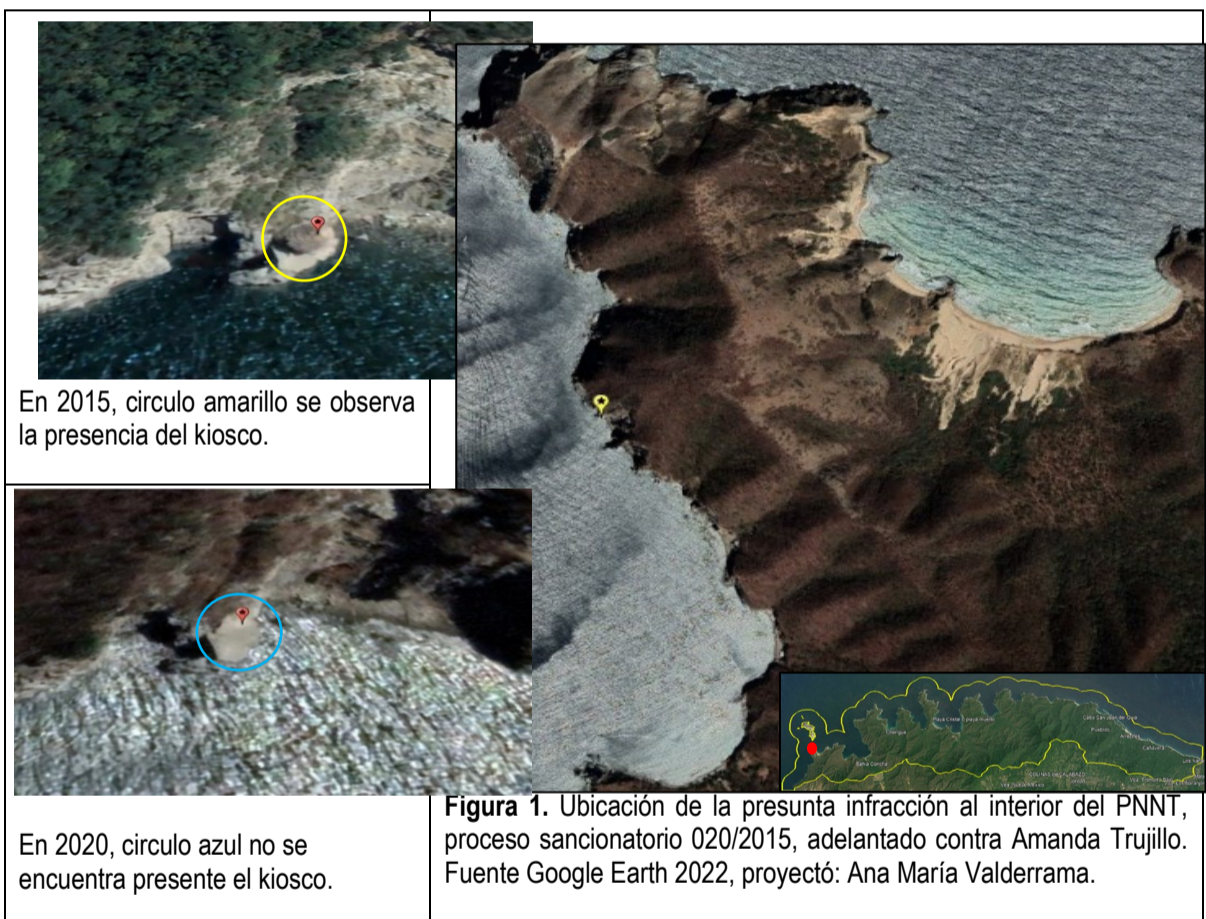 En 2015, circulo amarillo se observa
la presencia del kiosco.
En 2020, circulo azul no se
encuentra presente el kiosco.
Bahía Concha
Figura 1. Ubicación de la presunta infracción al interior del PNNT,
proceso sancionatorio 020/2015, adelantado contra Amanda Trujillo.
Fuente Google Earth 2022, proyectó: Ana María Valderrama.